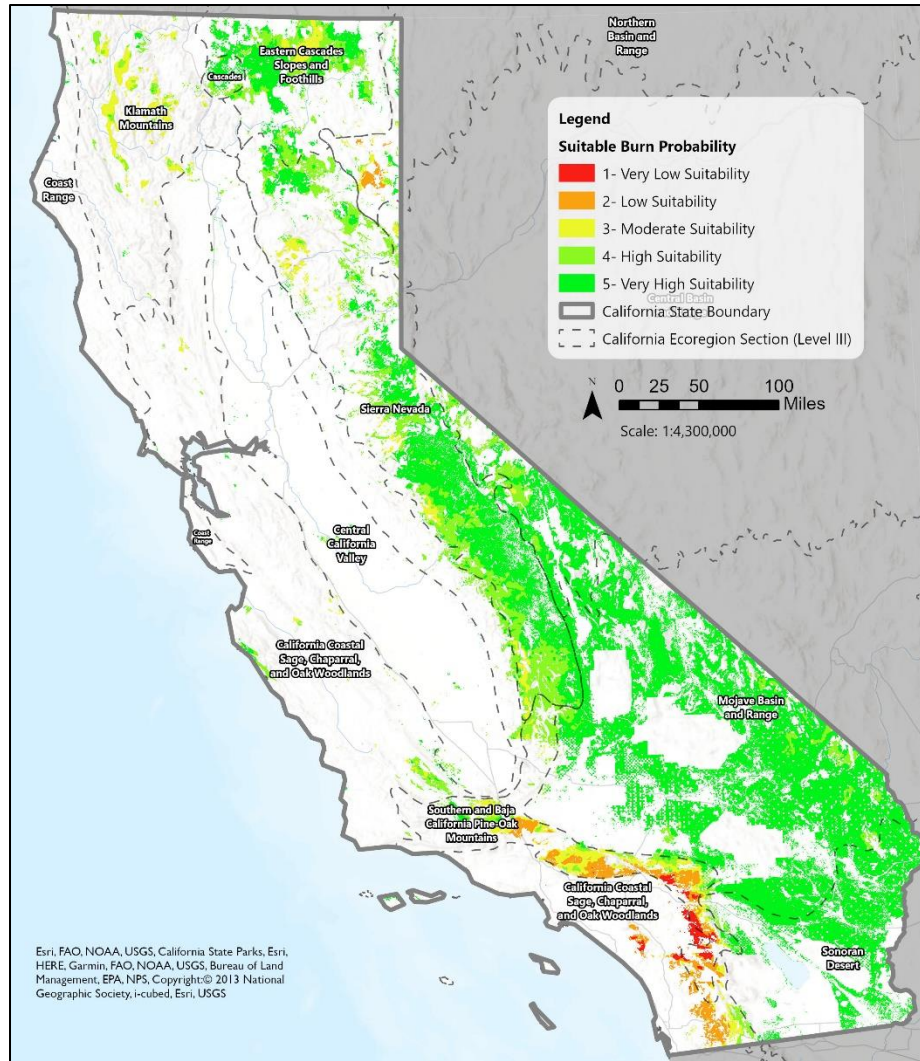 Northern
Basin and
Range
Eastern Cascades
Slopes and
Foothills
Cascades
Klamath
Mountains
Coast
Range
Legend
Suitable Burn Probability
1- Very Low Suitability
2- Low Suitability
3- Moderate Suitability
4- High Suitability
5- Very High Suitability
Central Basin
California State Boundary
California Ecoregion Section (Level III)
N
0 25 50 100
Miles
Scale: 1:4,300,000
Sierra Nevada
Central
California
Valley
Coast
Range
California Coastal
Sage, Chaparral,
and Oak Woodlands
Mojave Basin
and Range
Southern and Baja
California Pine-Oak
Mountains
California Coastal
Sage, Chaparral,
and Oak Woodlands
Sonoran
Desert
Esri, FAO, NOAA, USGS, California State Parks, Esri,
HERE, Garmin, FAO, NOAA, USGS, Bureau of Land
Management, EPA, NPS, Copyright:© 2013 National
Geographic Society, i-cubed, Esri, USGS